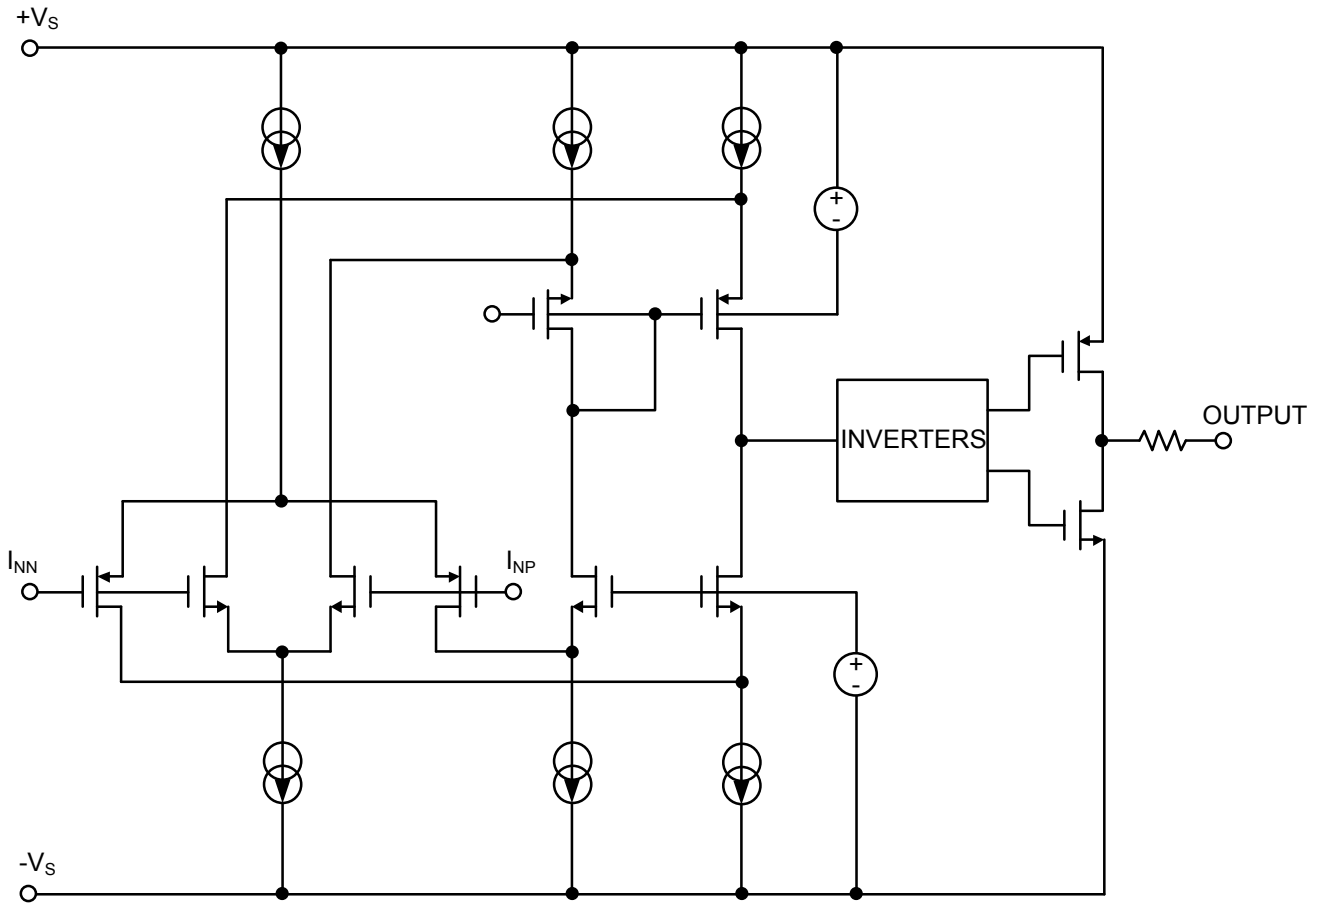 +VS
+
-
INVERTERS
OUTPUT
INN
INP
+
-
-VS